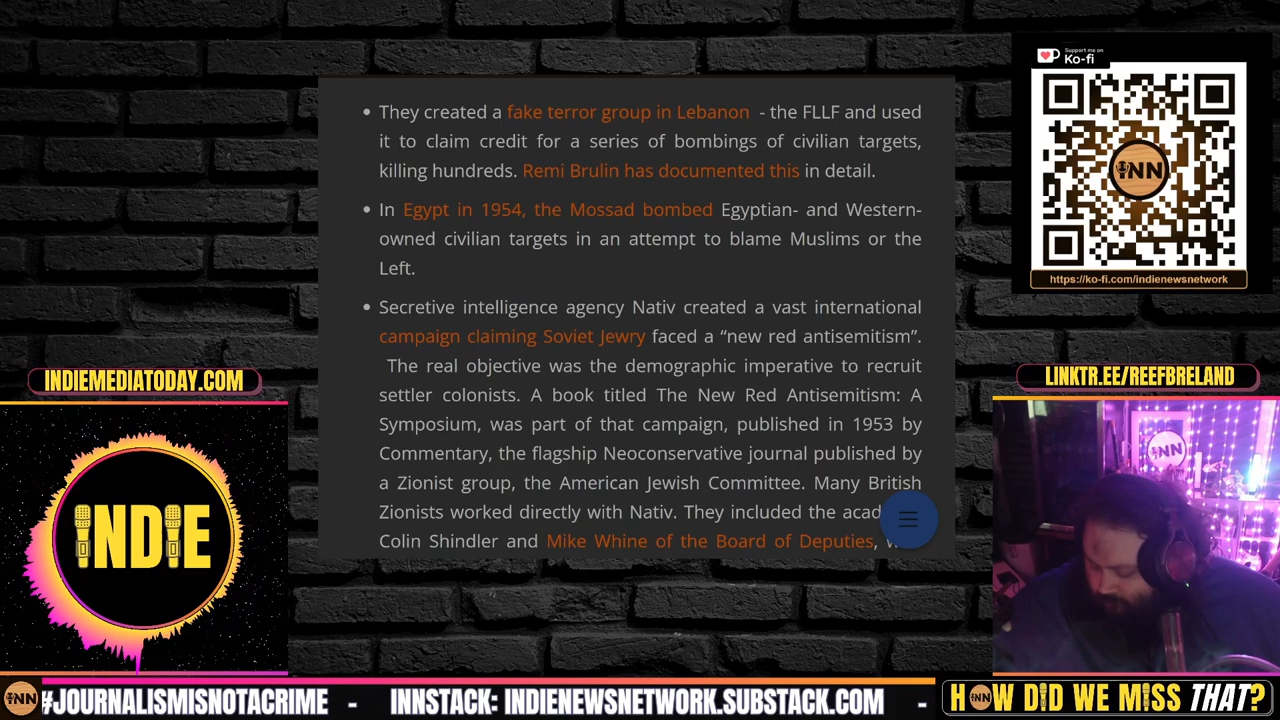 They created a fake terror group in Lebanon - the FLLF and used
it to claim credit for a series of bombings of civilian targets,
killing hundreds. Remi Brulin has documented this in detail.
In Egypt in 1954, the Mossad bombed Egyptian- and Western-
owned civilian targets in an attempt to blame Muslims or the
Left.
Secretive intelligence agency Nativ created a vast international
campaign claiming Soviet Jewry faced a “new red antisemitism”.
The real objective was the demographic imperative to recruit
settler colonists. A book titled The New Red Antisemitism: A
Symposium, was part of that campaign, published in 1953 by
Commentary, the flagship Neoconservative journal published by
a Zionist group, the American Jewish Committee. Many British
Zionists worked directly with Nativ. They included the
Colin Shindler and Mike Whine of the Board of Deputies,
Support me on
Ko-fi
INN
https://ko-fi.com/indienewsnetwork
INDIEMEDIATODAY.COM
INDIE
LINKTR.EE/REEFBRELAND
INN
INN #JOURNALISMISNOTACRIME - INNSTACK: INDIENEWSNETWORK.SUBSTACK.COM -
HOW DID WE MISS THAT?